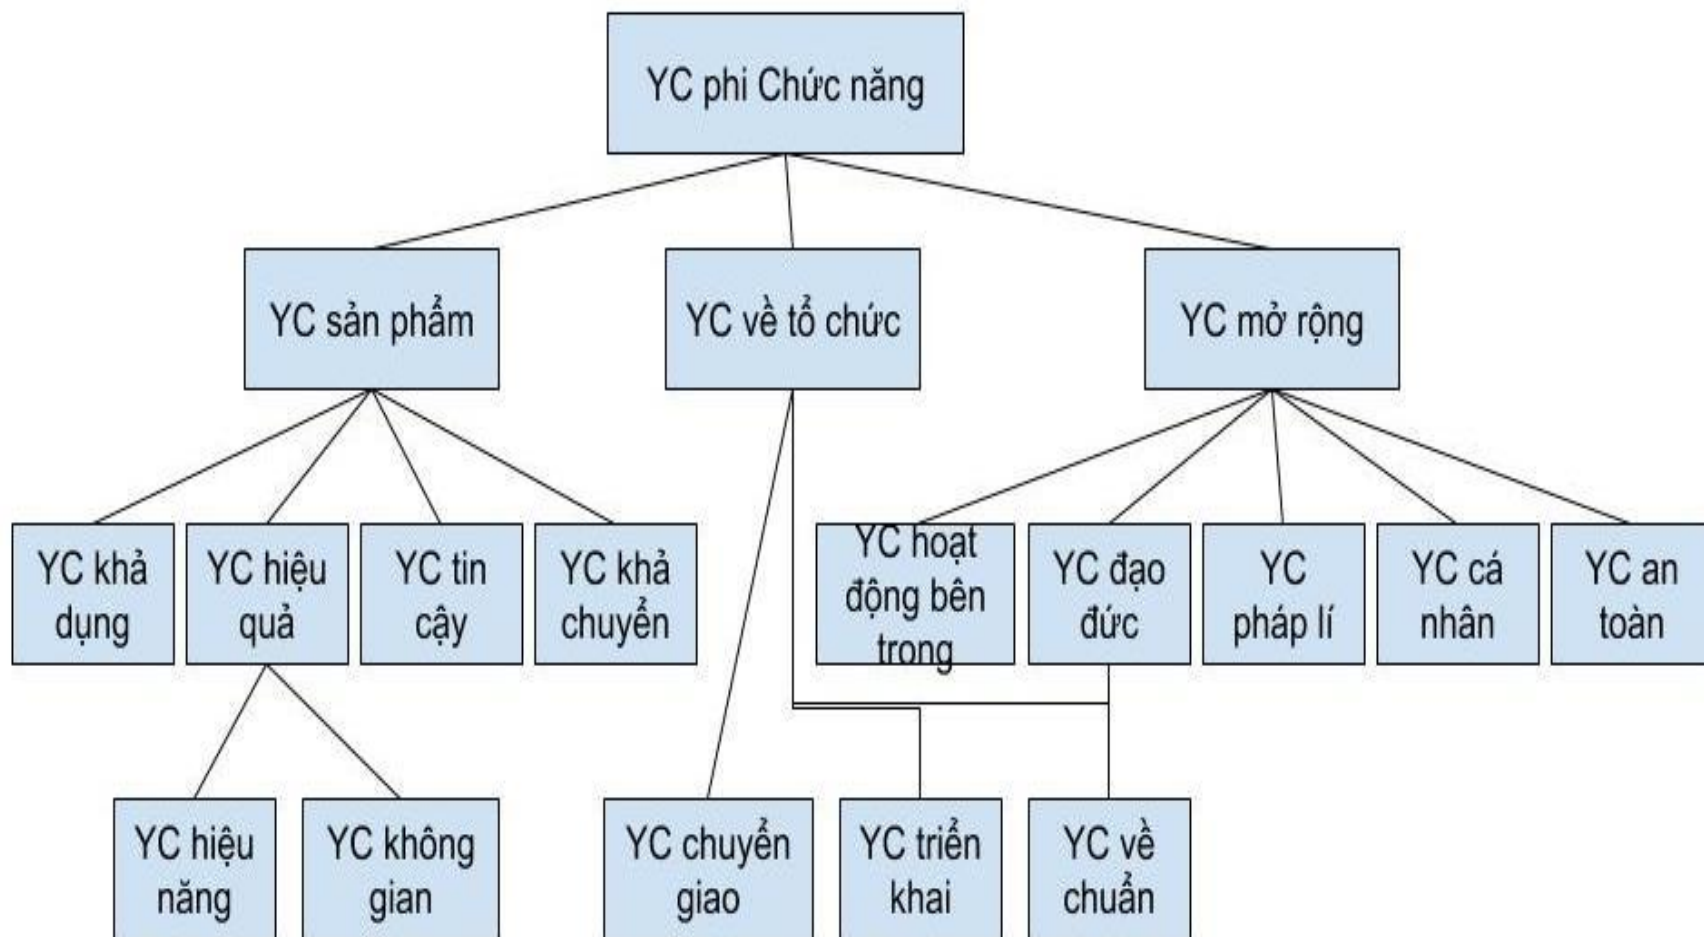 YC phi Chức năng
YC sản phẩm
YC về tổ chức
YC mở rộng
YC khả
dụng
YC hiệu
quả
YC tin
cậy
YC khả
chuyển
YC hoạt
động bên
trong
YC đạo
đức
YC
pháp lí
YC cá
nhân
YC an
toàn
YC hiệu
năng
YC không
gian
YC chuyển
giao
YC triển
khai
YC về
chuẩn